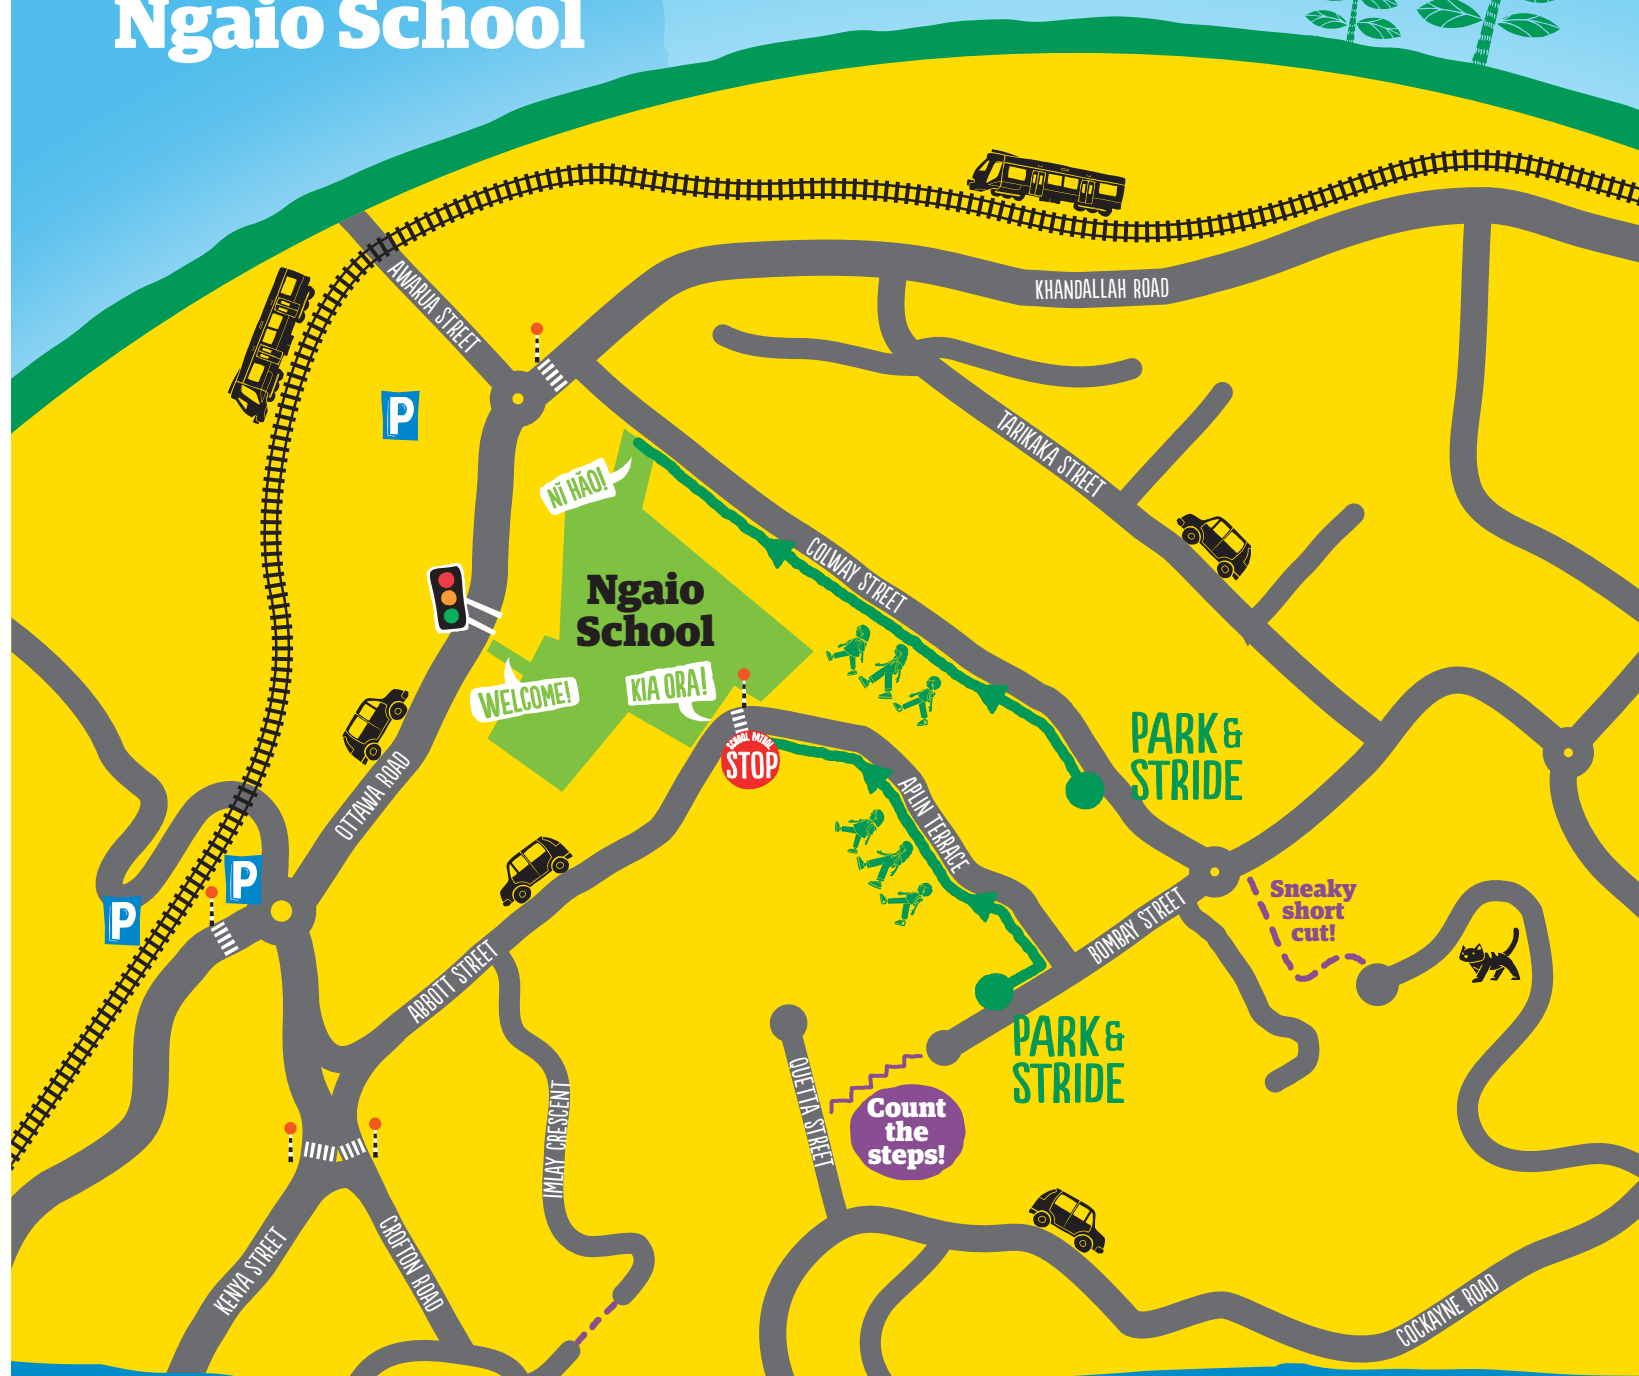 Ngaio School
KHANDALLAH ROAD
AWARUA STREET
P
TARIKAKA STREET
NĬ HĂO!
COLWAY STREET
Ngaio
School
WELCOME!
KIA ORA!
SCHOOL PATROL
STOP
PARK &
STRIDE
OTTAWA ROAD
APLIN TERRACE
P
P
Sneaky
short
cut!
BOMBAY STREET
ABBOTT STREET
PARK &
STRIDE
QUETTA STREET
Count
the
steps!
IMLAY CRESCENT
KENYA STREET
CROFTON ROAD
COCKAYNE ROAD